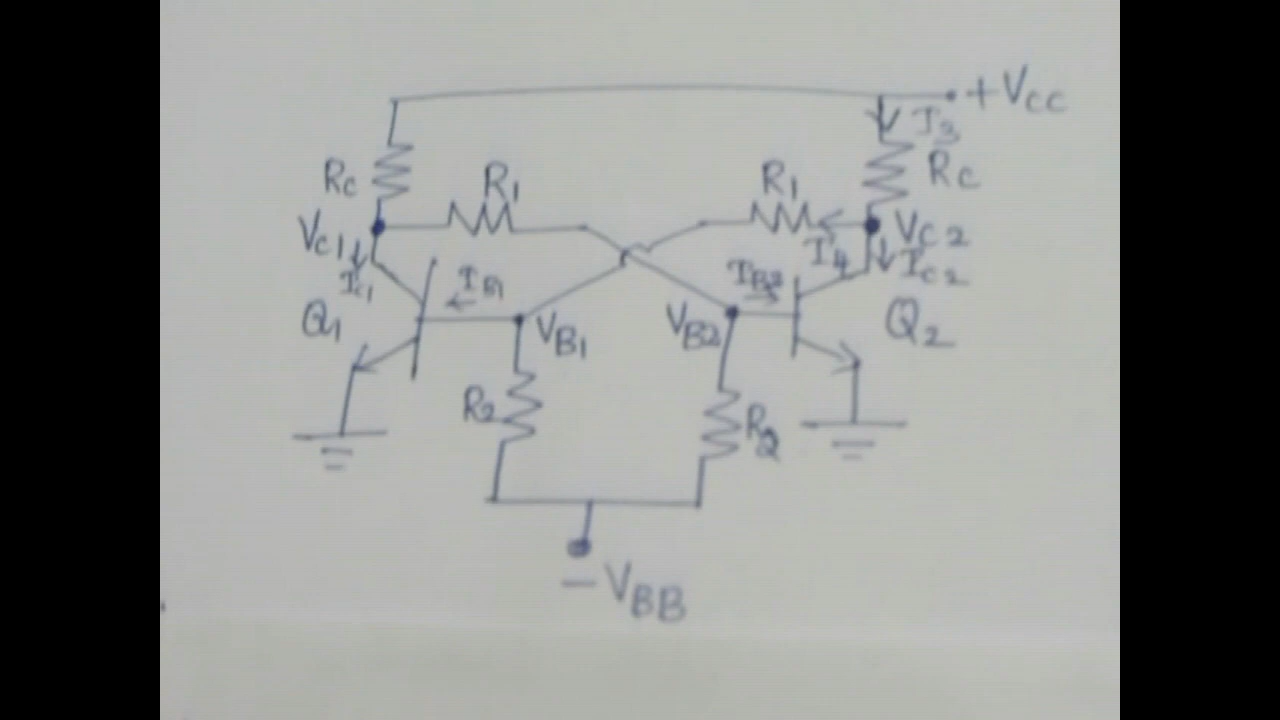 +VCC
I3
RC
R1
R1
RC
VC1
VC2
I4
IC1
IC2
IB1
IB2
Q1
VB1
VB2
Q2
R2
R2
-VBB